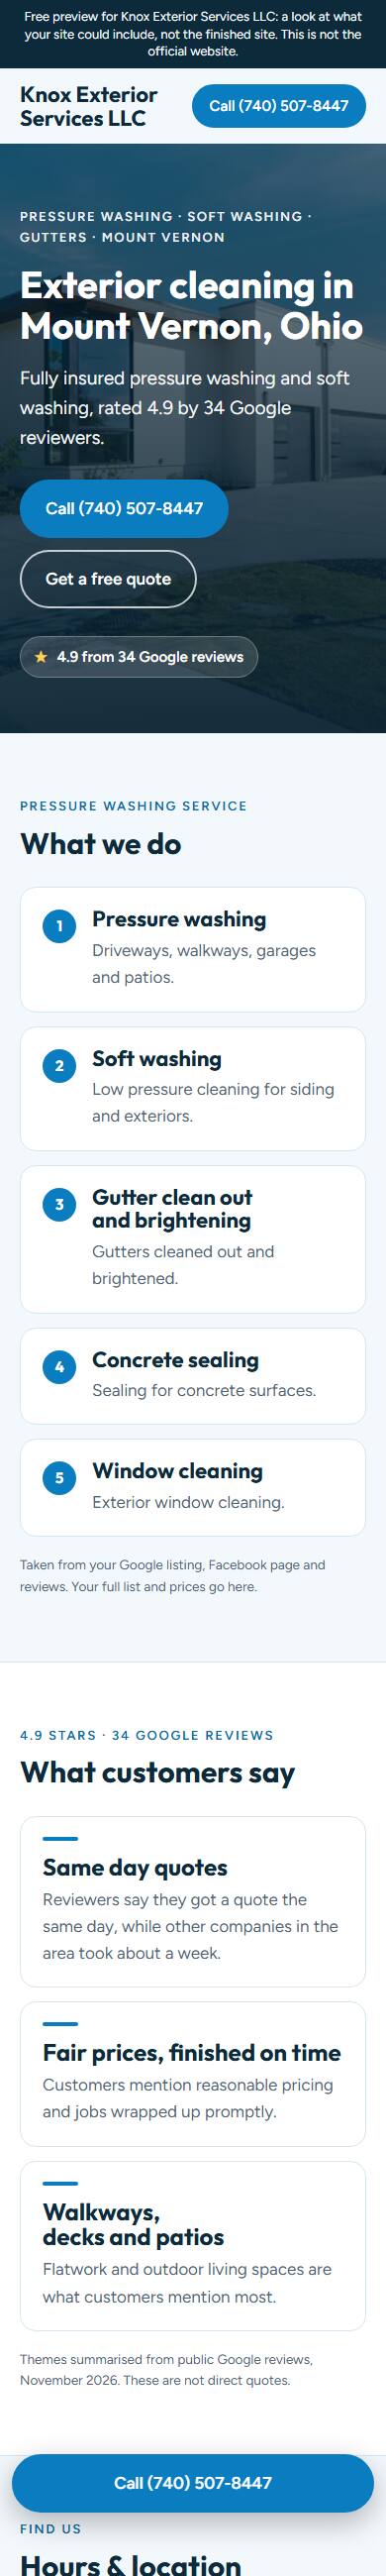 Free preview for Knox Exterior Services LLC: a look at what
your site could include, not the finished site. This is not the
official website.
Knox Exterior
Services LLC
Call (740) 507-8447
PRESSURE WASHING · SOFT WASHING ·
GUTTERS · MOUNT VERNON
Exterior cleaning in
Mount Vernon, Ohio
Fully insured pressure washing and soft
washing, rated 4.9 by 34 Google
reviewers.
Call (740) 507-8447
Get a free quote
★ 4.9 from 34 Google reviews
PRESSURE WASHING SERVICE
What we do
1
Pressure washing
Driveways, walkways, garages
and patios.
2
Soft washing
Low pressure cleaning for siding
and exteriors.
3
Gutter clean out
and brightening
Gutters cleaned out and
brightened.
4
Concrete sealing
Sealing for concrete surfaces.
5
Window cleaning
Exterior window cleaning.
Taken from your Google listing, Facebook page and
reviews. Your full list and prices go here.
4.9 STARS · 34 GOOGLE REVIEWS
What customers say
Same day quotes
Reviewers say they got a quote the
same day, while other companies in the
area took about a week.
Fair prices, finished on time
Customers mention reasonable pricing
and jobs wrapped up promptly.
Walkways,
decks and patios
Flatwork and outdoor living spaces are
what customers mention most.
Themes summarised from public Google reviews,
November 2026. These are not direct quotes.
Call (740) 507-8447
FIND US
Hours & location